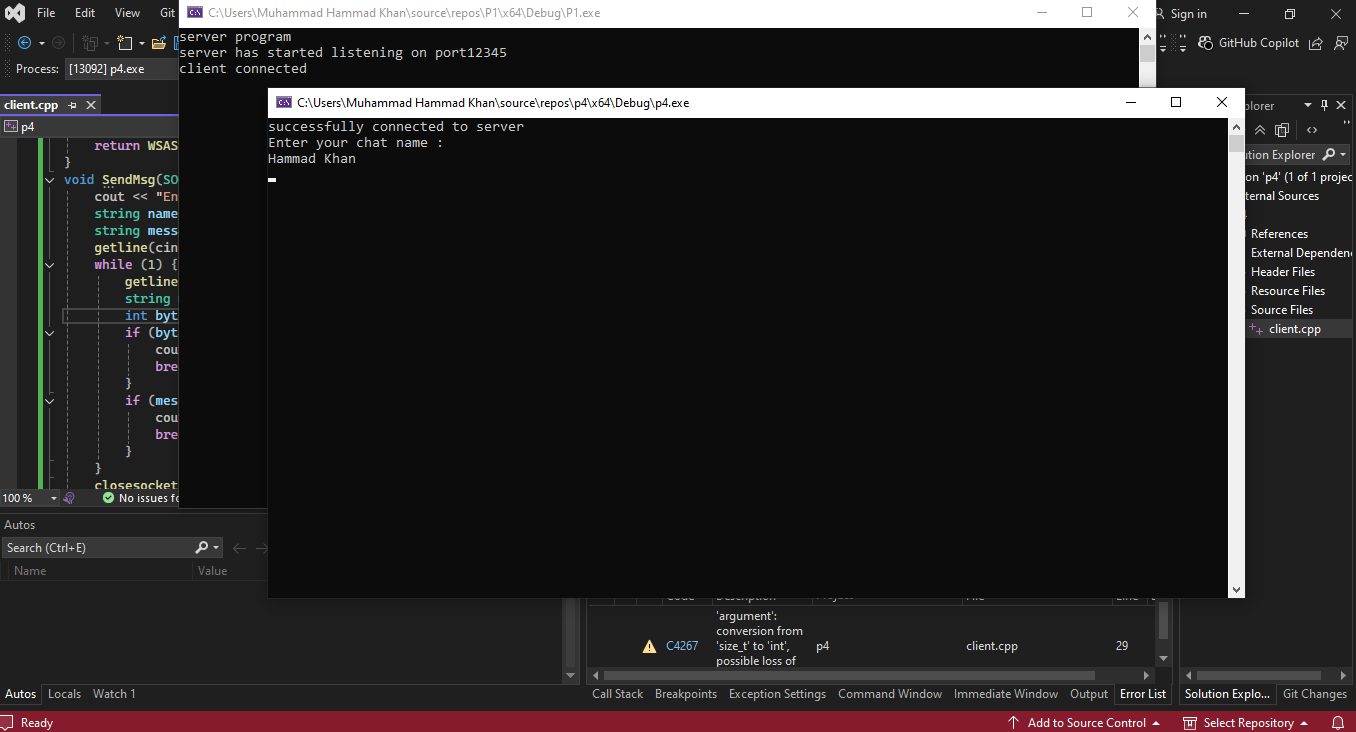 File Edit View Git
C:\Users\Muhammad Hammad Khan\source\repos\P1\x64\Debug\P1.exe
Sign in
GitHub Copilot
Process: [13092] p4.exe
server program
server has started listening on port12345
client connected
client.cpp
p4
return WSAS
}
void SendMsg(SO
cout << "En
string name
string mess
getline(cin
while (1) {
getline
string
int byt
if (byt
cou
bre
}
if (mes
cou
bre
}
}
closesocket
100 %
No issues fo
C:\Users\Muhammad Hammad Khan\source\repos\p4\x64\Debug\p4.exe
successfully connected to server
Enter your chat name :
Hammad Khan
plorer
ution Explorer
on 'p4' (1 of 1 projec
ternal Sources
References
External Dependen
Header Files
Resource Files
Source Files
client.cpp
Autos
Search (Ctrl+E)
Name Value
Code Description Project File Line
C4267
'argument':
conversion from
'size_t' to 'int',
possible loss of
p4
client.cpp
29
Autos Locals Watch 1
Call Stack Breakpoints Exception Settings Command Window Immediate Window Output Error List
Solution Explo... Git Changes
Ready
Add to Source Control
Select Repository